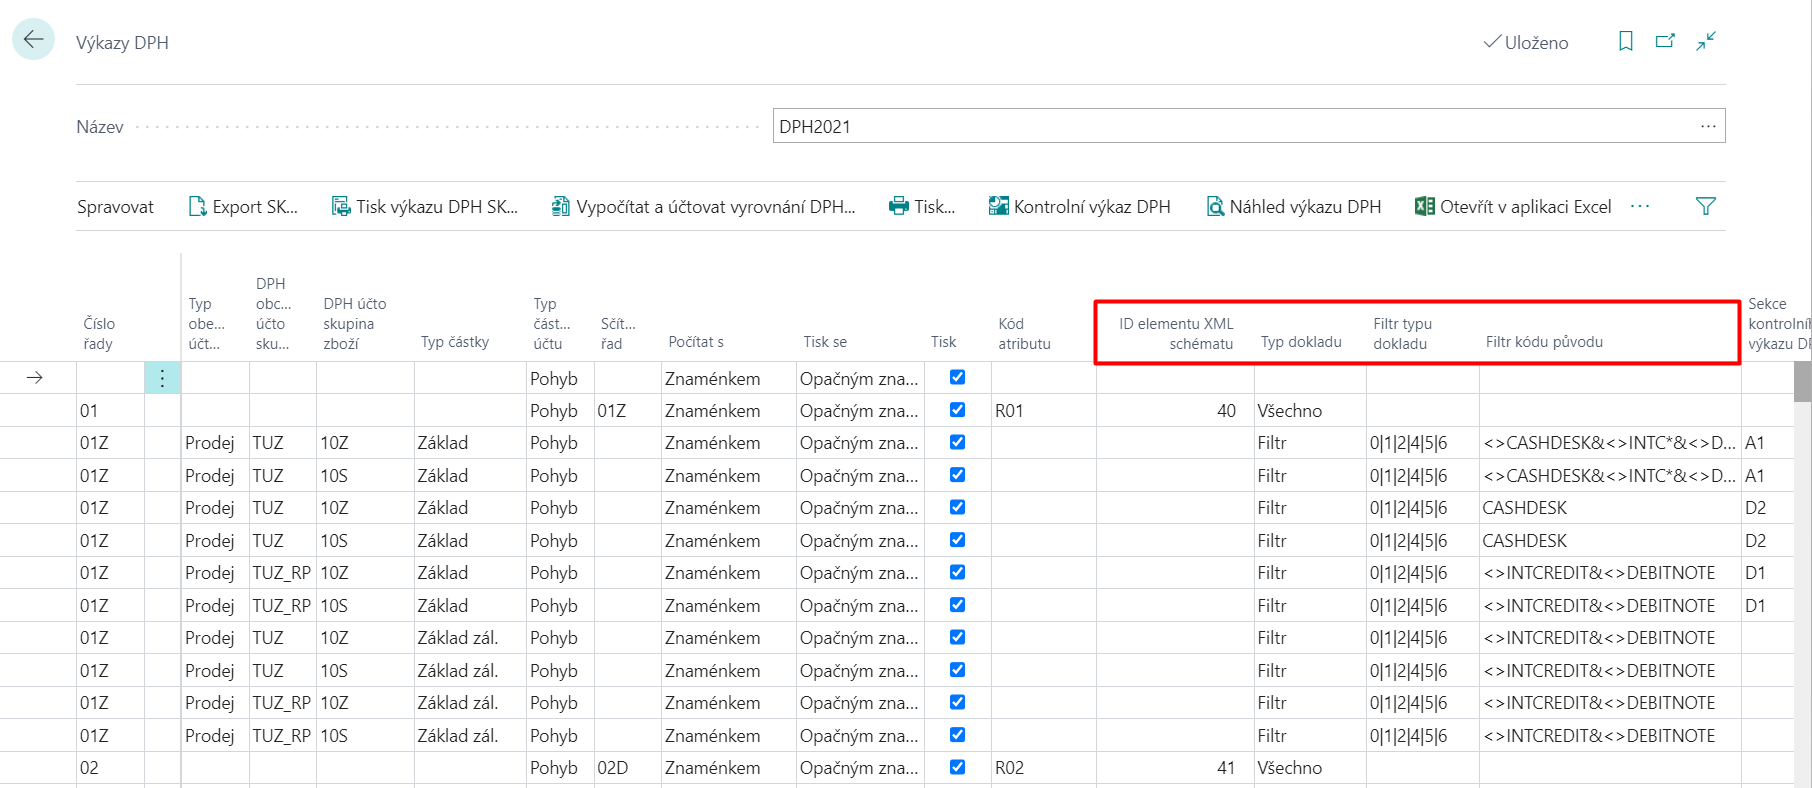 Výkazy DPH
Uloženo
Název
DPH2021
Spravovat Export SK... Tisk výkazu DPH SK... Vypočítat a účtovat vyrovnání DPH... Tisk... Kontrolní výkaz DPH Náhled výkazu DPH Otevřít v aplikaci Excel
Číslo řady
Typ obe... účt...
DPH obc... účto sku...
DPH účto skupina zboží
Typ částky
Typ část... účtu
Sčít... řad
Počítat s
Tisk se
Tisk
Kód atributu
ID elementu XML schématu
Typ dokladu
Filtr typu dokladu
Filtr kódu původu
Sekce kontrolníh výkazu DP
Pohyb Znaménkem Opačným zna...
01 Pohyb 01Z Znaménkem Opačným zna... R01 40 Všechno
01Z Prodej TUZ 10Z Základ Pohyb Znaménkem Opačným zna... Filtr 0|1|2|4|5|6 <>CASHDESK&<>INTC*&<>D... A1
01Z Prodej TUZ 10S Základ Pohyb Znaménkem Opačným zna... Filtr 0|1|2|4|5|6 <>CASHDESK&<>INTC*&<>D... A1
01Z Prodej TUZ 10Z Základ Pohyb Znaménkem Opačným zna... Filtr 0|1|2|4|5|6 CASHDESK D2
01Z Prodej TUZ 10S Základ Pohyb Znaménkem Opačným zna... Filtr 0|1|2|4|5|6 CASHDESK D2
01Z Prodej TUZ_RP 10Z Základ Pohyb Znaménkem Opačným zna... Filtr 0|1|2|4|5|6 <>INTCREDIT&<>DEBITNOTE D1
01Z Prodej TUZ_RP 10S Základ Pohyb Znaménkem Opačným zna... Filtr 0|1|2|4|5|6 <>INTCREDIT&<>DEBITNOTE D1
01Z Prodej TUZ 10Z Základ zál. Pohyb Znaménkem Opačným zna... Filtr 0|1|2|4|5|6 <>INTCREDIT&<>DEBITNOTE
01Z Prodej TUZ 10S Základ zál. Pohyb Znaménkem Opačným zna... Filtr 0|1|2|4|5|6 <>INTCREDIT&<>DEBITNOTE
01Z Prodej TUZ_RP 10Z Základ zál. Pohyb Znaménkem Opačným zna... Filtr 0|1|2|4|5|6 <>INTCREDIT&<>DEBITNOTE
01Z Prodej TUZ_RP 10S Základ zál. Pohyb Znaménkem Opačným zna... Filtr 0|1|2|4|5|6 <>INTCREDIT&<>DEBITNOTE
02 Pohyb 02D Znaménkem Opačným zna... R02 41 Všechno